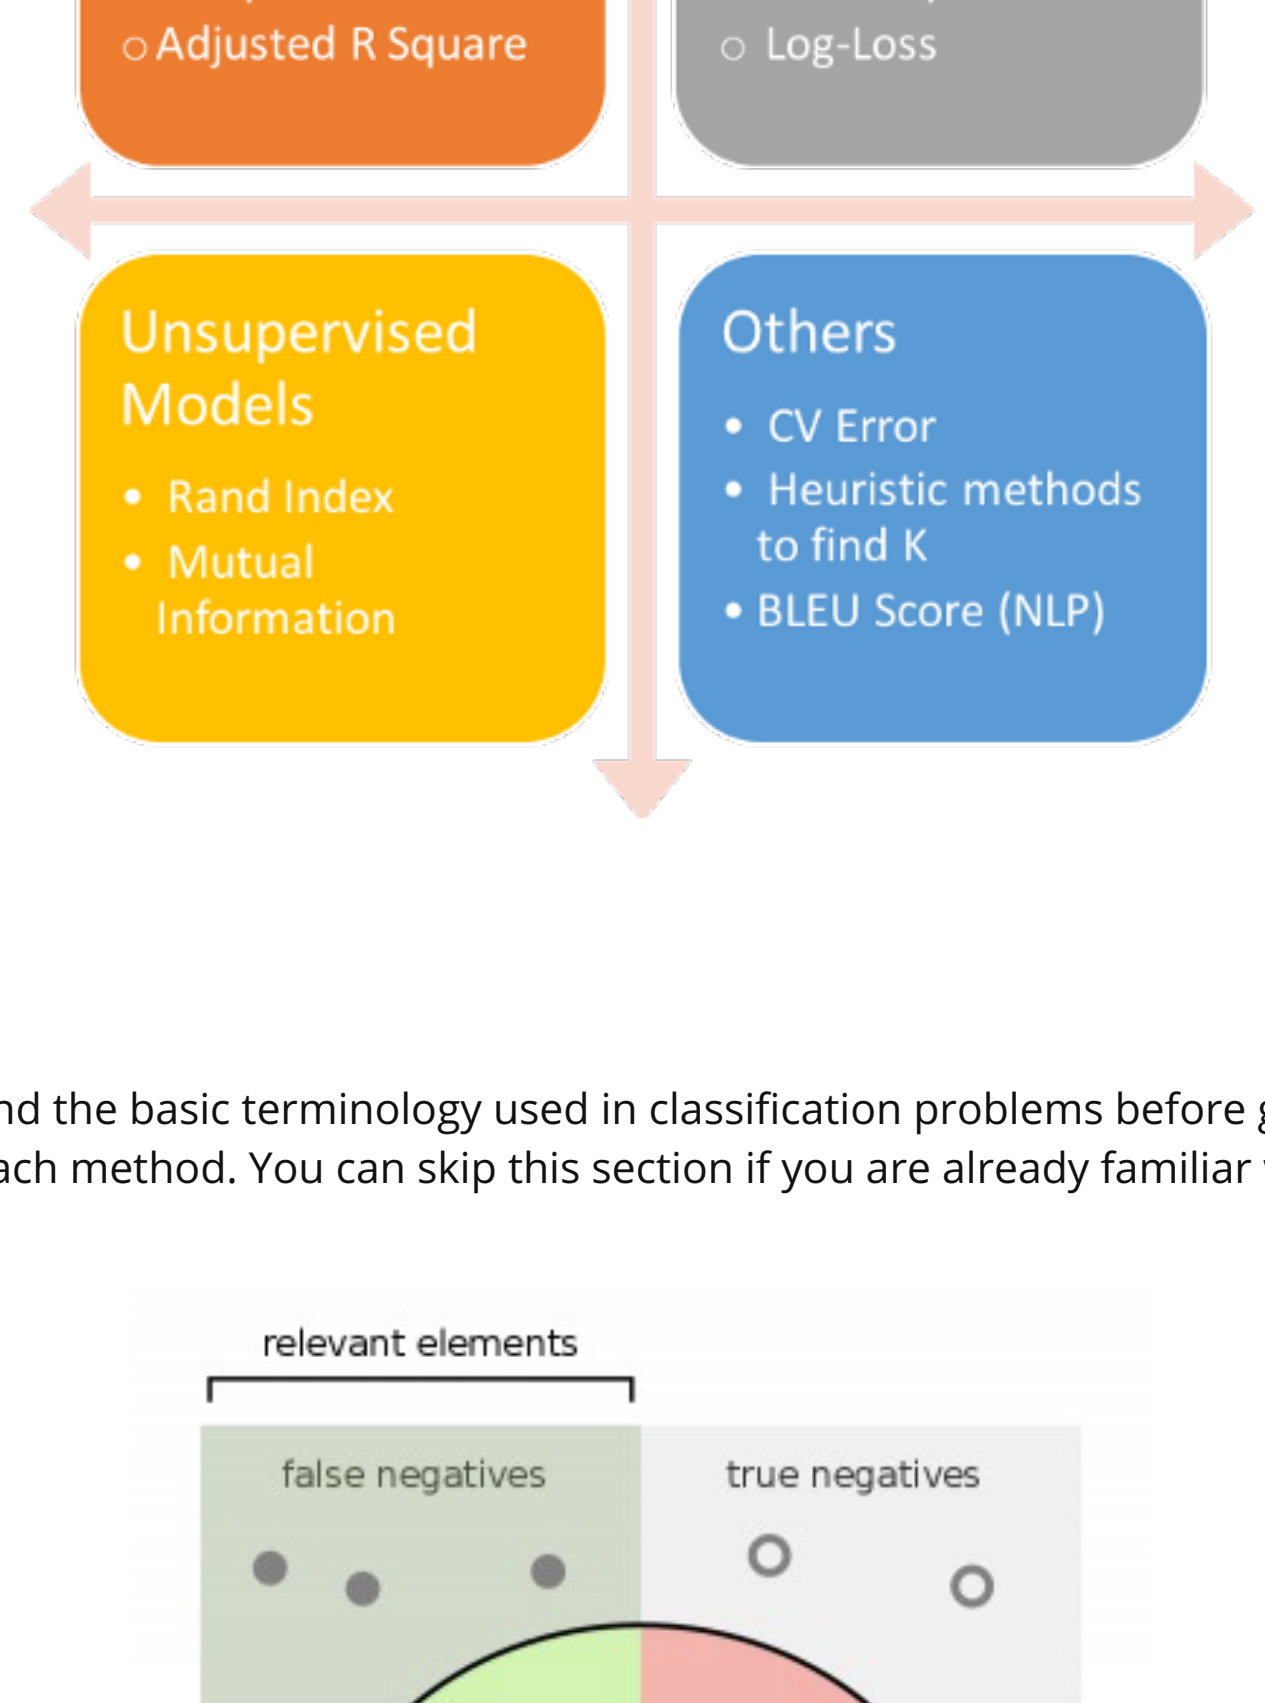 ○ Adjusted R Square
○ Log-Loss
Unsupervised
Models
• Rand Index
• Mutual
Information
Others
• CV Error
• Heuristic methods
to find K
• BLEU Score (NLP)
the basic terminology used in classification problems before
method. You can skip this section if you are already familiar
relevant elements
false negatives
true negatives